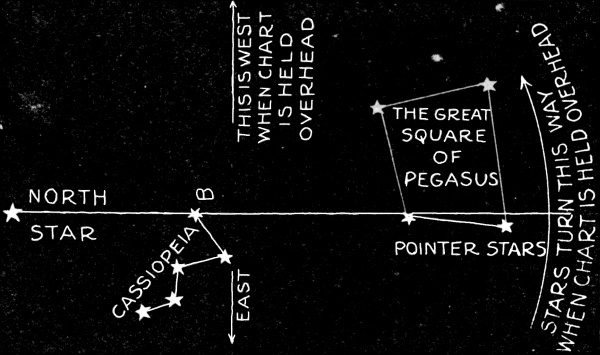 THIS IS WEST
WHEN CHART
IS HELD
OVERHEAD
THE GREAT
SQUARE
OF
PEGASUS
STARS TURN THIS WAY
WHEN CHART IS HELD OVERHEAD
NORTH
STAR
B
CASSIOPEIA
EAST
POINTER STARS